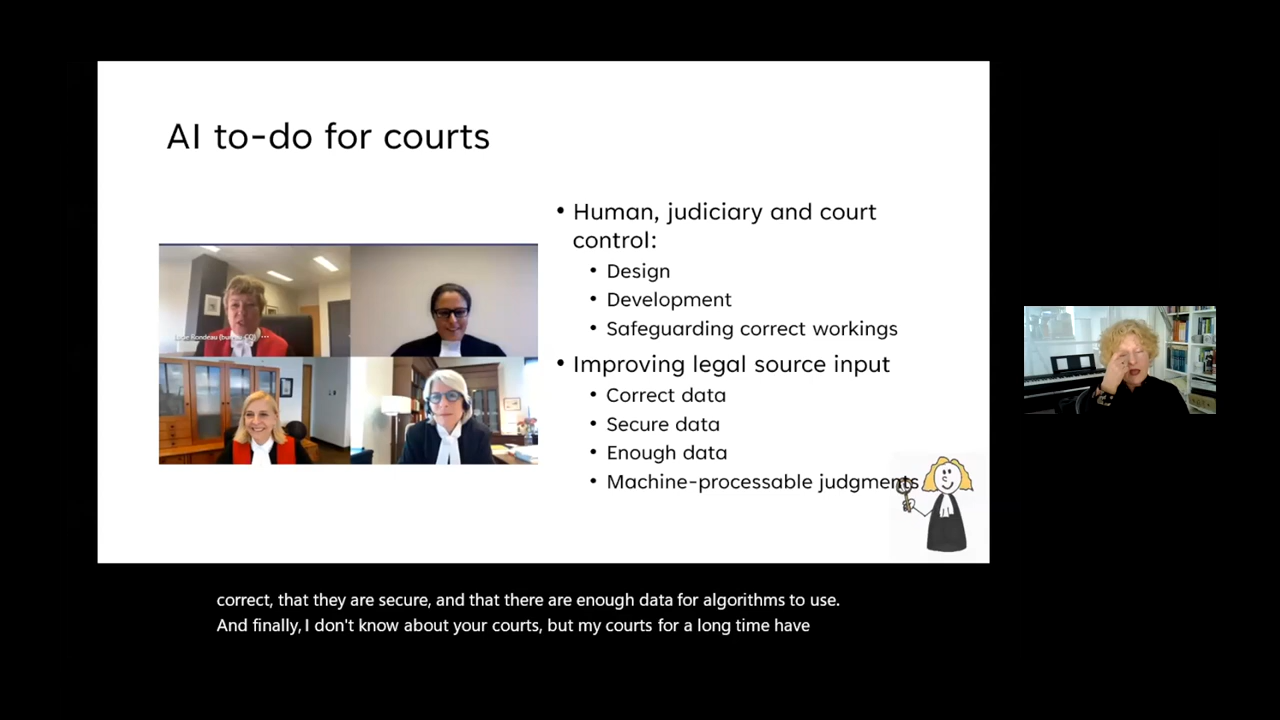 AI to-do for courts
• Human, judiciary and court
control:
• Design
• Development
• Safeguarding correct workings
• Improving legal source input
• Correct data
• Secure data
• Enough data
• Machine-processable judgments
Rondeau
correct, that they are secure, and that there are enough data for algorithms to use.
And finally, I don't know about your courts, but my courts for a long time have